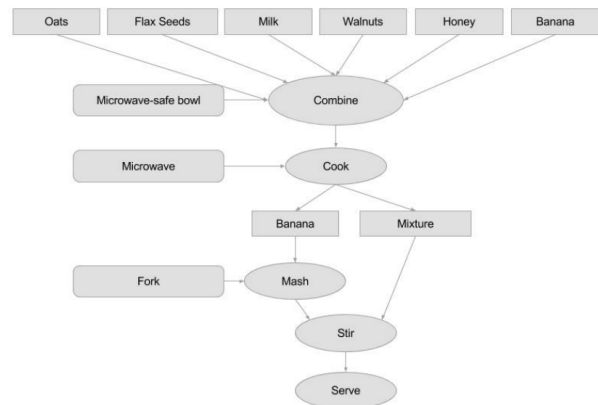 Oats
Flax Seeds
Milk
Walnuts
Honey
Banana
Microwave-safe bowl
Combine
Microwave
Cook
Banana
Mixture
Fork
Mash
Stir
Serve